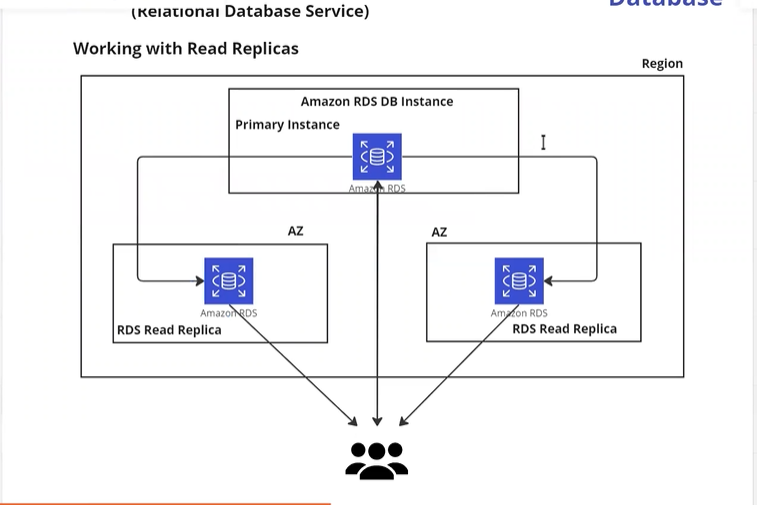 (Relational Database Service)
Database
Working with Read Replicas
Region
Amazon RDS DB Instance
Primary Instance
Amazon RDS
AZ
AZ
Amazon RDS
RDS Read Replica
Amazon RDS
RDS Read Replica